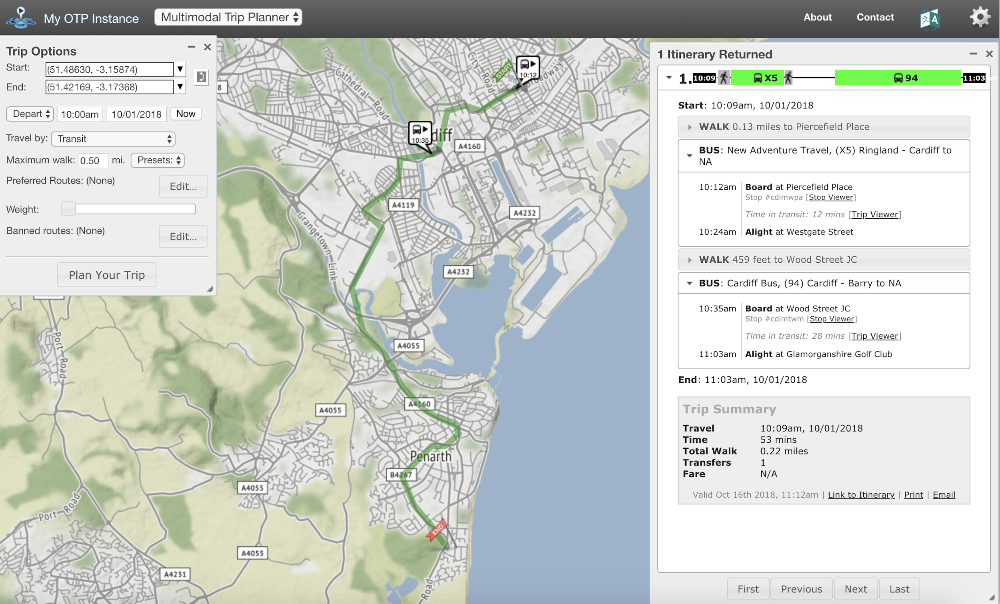 My OTP Instance
Multimodal Trip Planner
About
Contact
Trip Options
Start: (51.48630, -3.15874)
End: (51.42169, -3.17368)
Depart 10:00am 10/01/2018 Now
Travel by: Transit
Maximum walk: 0.50 mi. Presets:
Preferred Routes: (None)
Edit...
Weight:
Banned routes: (None)
Edit...
Plan Your Trip
City Road
START
10:12
Cathedral Road
8
10:35
diff
A4160
A4119
A4232
Grangetown Link
A4232
A4055
Port Road
A4160
A4055
Penarth
B4267
A4055
Port Road
END
A4055
A4231
Road
1 Itinerary Returned
1. 10:09 X5 94 11:03
Start: 10:09am, 10/01/2018
WALK 0.13 miles to Piercefield Place
BUS: New Adventure Travel, (X5) Ringland - Cardiff to
NA
10:12am Board at Piercefield Place
Stop #cdimwpa [Stop Viewer]
Time in transit: 12 mins [Trip Viewer]
10:24am Alight at Westgate Street
WALK 459 feet to Wood Street JC
BUS: Cardiff Bus, (94) Cardiff - Barry to NA
10:35am Board at Wood Street JC
Stop #cdimtwm [Stop Viewer]
Time in transit: 28 mins [Trip Viewer]
11:03am Alight at Glamorganshire Golf Club
End: 11:03am, 10/01/2018
Trip Summary
Travel 10:09am, 10/01/2018
Time 53 mins
Total Walk 0.22 miles
Transfers 1
Fare N/A
Valid Oct 16th 2018, 11:12am | Link to Itinerary | Print | Email
First Previous Next Last